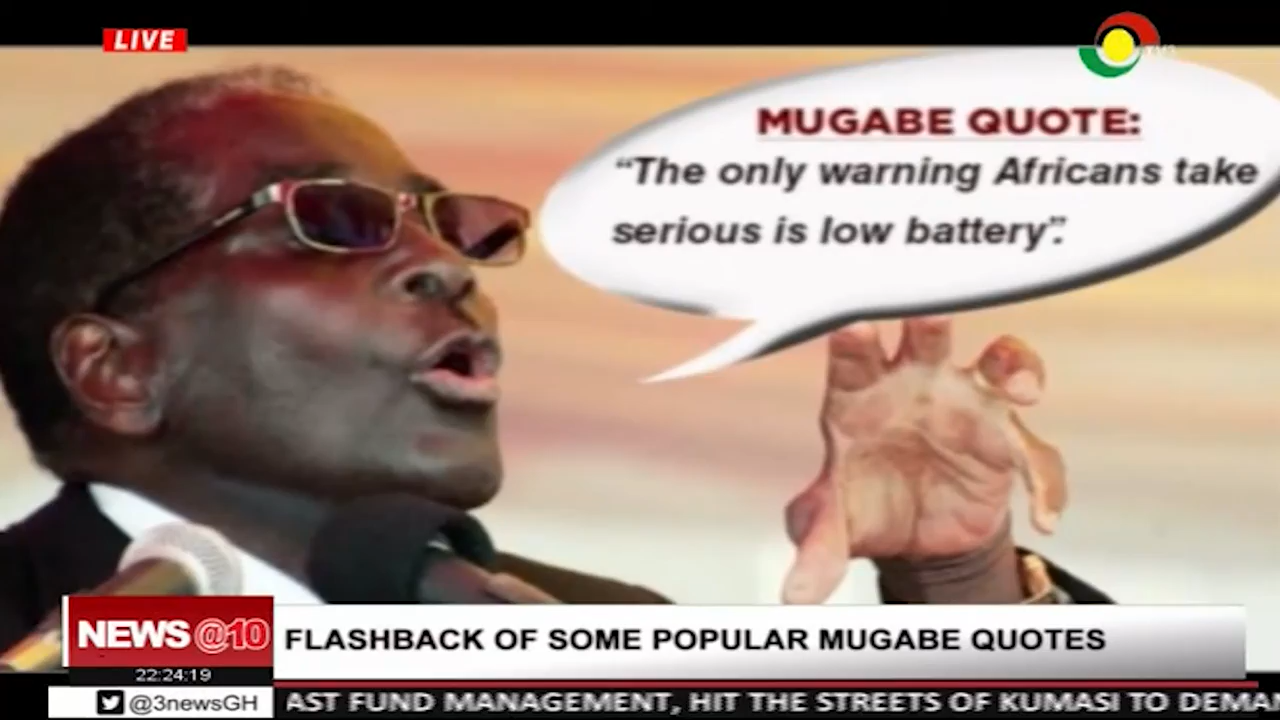 LIVE
MUGABE QUOTE:
“The only warning Africans take
serious is low battery”.
NEWS @10
FLASHBACK OF SOME POPULAR MUGABE QUOTES
22:24:19
@3newsGH
AST FUND MANAGEMENT, HIT THE STREETS OF KUMASI TO DEMA